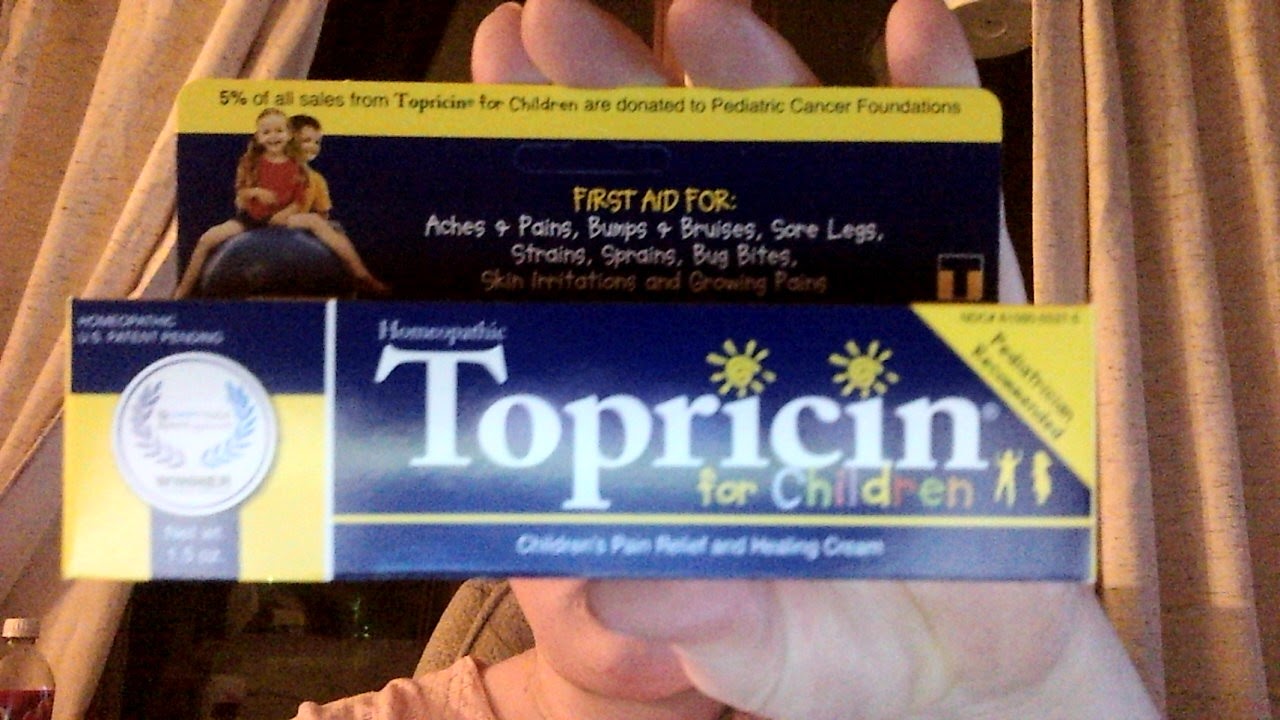 5% of all sales from Topricin® for Children are donated to Pediatric Cancer Foundations
FIRST AID FOR:
Aches & Pains, Bumps & Bruises, Sore Legs,
Strains, Sprains, Bug Bites,
Skin Irritations and Growing Pains
HOMEOPATHIC
U.S. PATENT PENDING
WINNER
Net wt
1.5 oz.
Homeopathic
Topricin®
for Children
Children's Pain Relief and Healing Cream
Pediatrician
Recommended